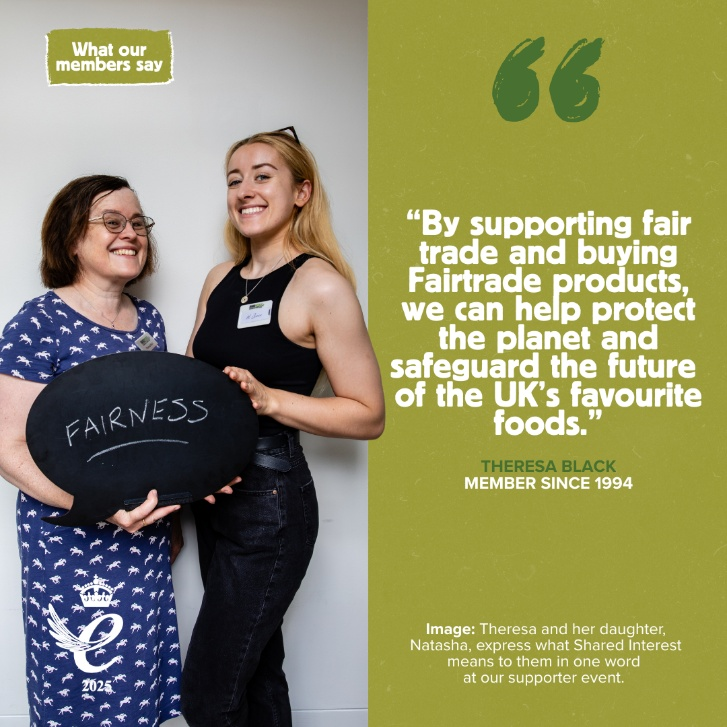 What our
members say
FAIRNESS
2025
“By supporting fair
trade and buying
Fairtrade products,
we can help protect
the planet and
safeguard the future
of the UK’s favourite
foods.”
THERESA BLACK
MEMBER SINCE 1994
Image: Theresa and her daughter,
Natasha, express what Shared Interest
means to them in one word
at our supporter event.